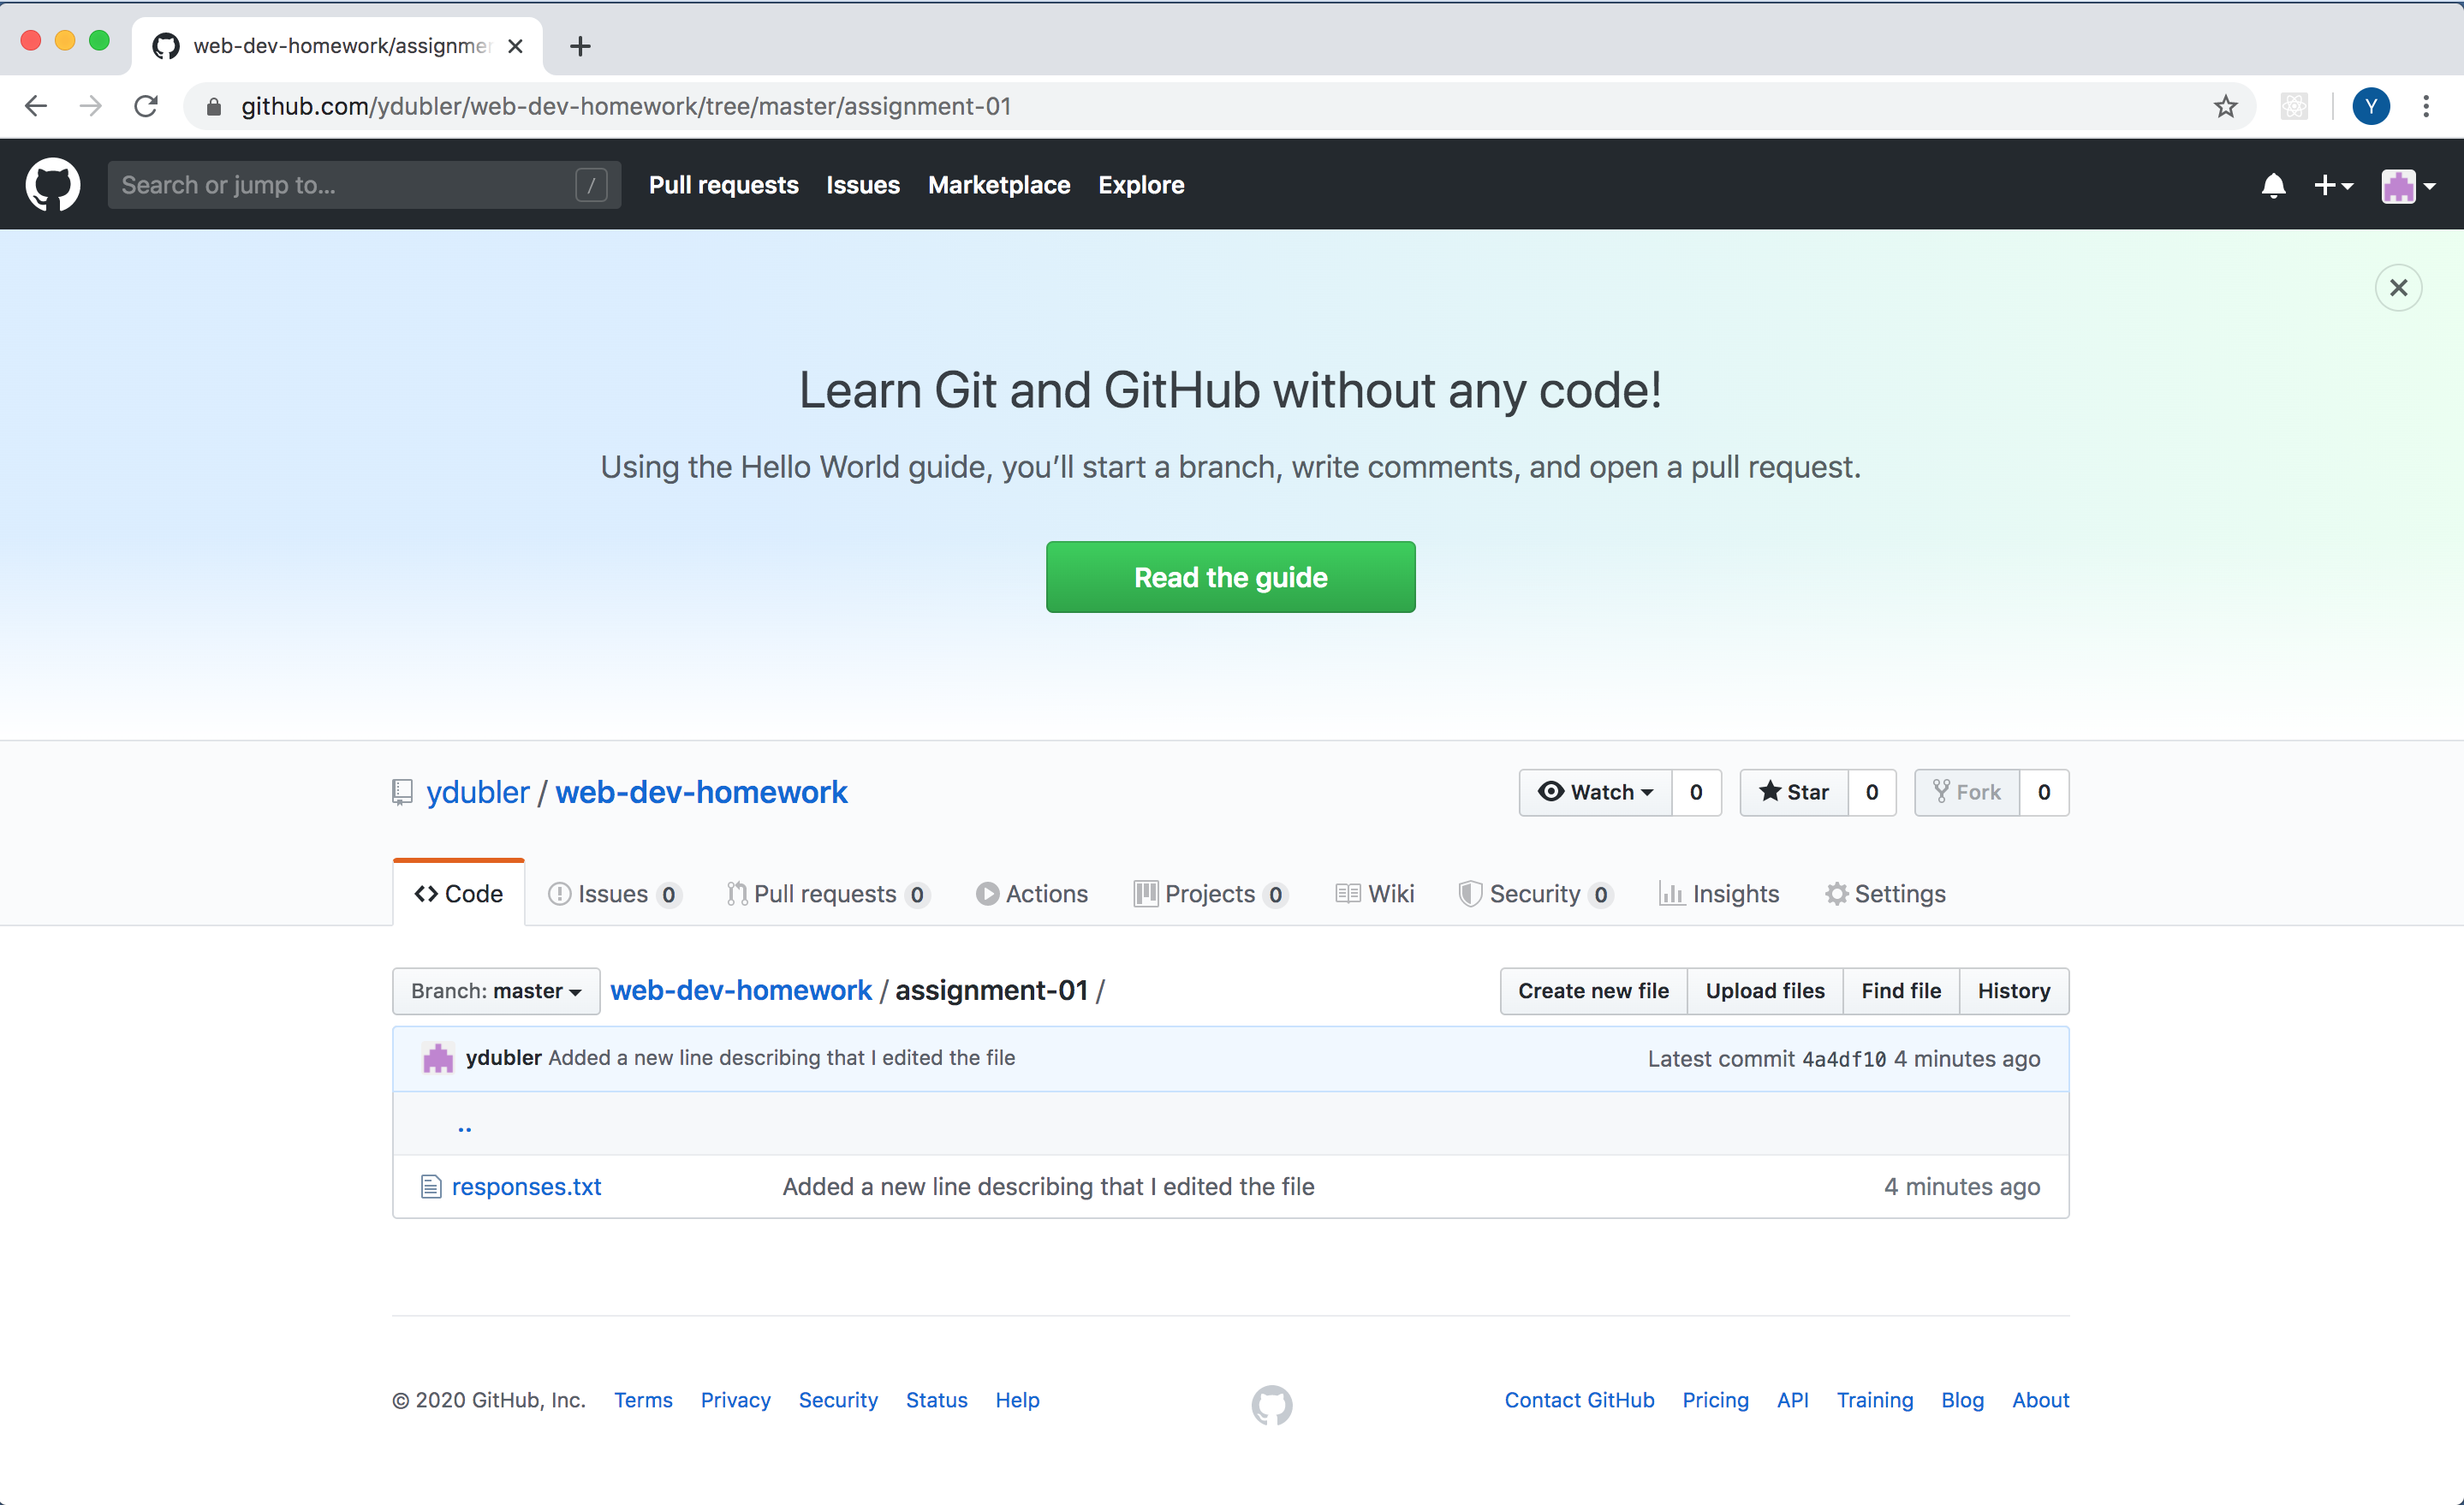 web-dev-homework/assignmen
github.com/ydubler/web-dev-homework/tree/master/assignment-01
Y
Search or jump to... / Pull requests Issues Marketplace Explore
Learn Git and GitHub without any code!
Using the Hello World guide, you’ll start a branch, write comments, and open a pull request.
Read the guide
ydubler / web-dev-homework Watch 0 Star 0 Fork 0
Code Issues 0 Pull requests 0 Actions Projects 0 Wiki Security 0 Insights Settings
Branch: master web-dev-homework / assignment-01 / Create new file Upload files Find file History
ydubler Added a new line describing that I edited the file Latest commit 4a4df10 4 minutes ago
..
responses.txt Added a new line describing that I edited the file 4 minutes ago
© 2020 GitHub, Inc. Terms Privacy Security Status Help Contact GitHub Pricing API Training Blog About